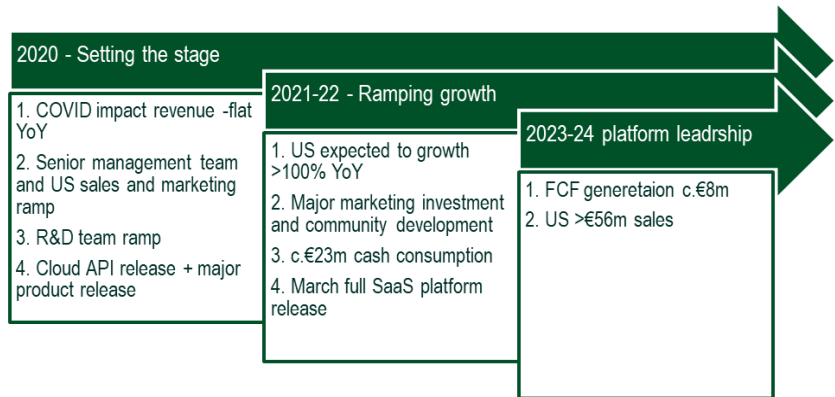 2020 - Setting the stage
1. COVID impact revenue -flat
YoY
2. Senior management team
and US sales and marketing
ramp
3. R&D team ramp
4. Cloud API release + major
product release
2021-22 - Ramping growth
1. US expected to growth
>100% YoY
2. Major marketing investment
and community development
3. c.€23m cash consumption
4. March full SaaS platform
release
2023-24 platform leadrship
1. FCF generetaion c.€8m
2. US >€56m sales